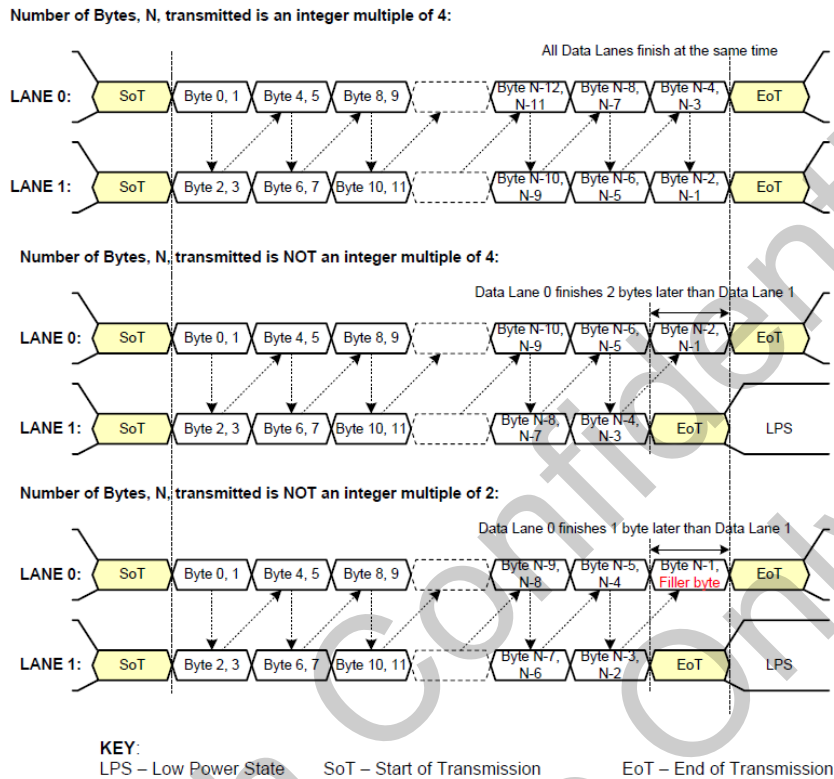 Number of Bytes, N, transmitted is an integer multiple of 4:
All Data Lanes finish at the same time
LANE 0: SoT Byte 0, 1 Byte 4, 5 Byte 8, 9 Byte N-12, N-11 Byte N-8, N-7 Byte N-4, N-3 EoT
LANE 1: SoT Byte 2, 3 Byte 6, 7 Byte 10, 11 Byte N-10, N-9 Byte N-6, N-5 Byte N-2, N-1 EoT
Number of Bytes, N, transmitted is NOT an integer multiple of 4:
Data Lane 0 finishes 2 bytes later than Data Lane 1
LANE 0: SoT Byte 0, 1 Byte 4, 5 Byte 8, 9 Byte N-10, N-9 Byte N-6, N-5 Byte N-2, N-1 EoT
LANE 1: SoT Byte 2, 3 Byte 6, 7 Byte 10, 11 Byte N-8, N-7 Byte N-4, N-3 EoT LPS
Number of Bytes, N, transmitted is NOT an integer multiple of 2:
Data Lane 0 finishes 1 byte later than Data Lane 1
LANE 0: SoT Byte 0, 1 Byte 4, 5 Byte 8, 9 Byte N-9, N-8 Byte N-5, N-4 Byte N-1, Filler byte EoT
LANE 1: SoT Byte 2, 3 Byte 6, 7 Byte 10, 11 Byte N-7, N-6 Byte N-3, N-2 EoT LPS
KEY:
LPS – Low Power State SoT – Start of Transmission EoT – End of Transmission